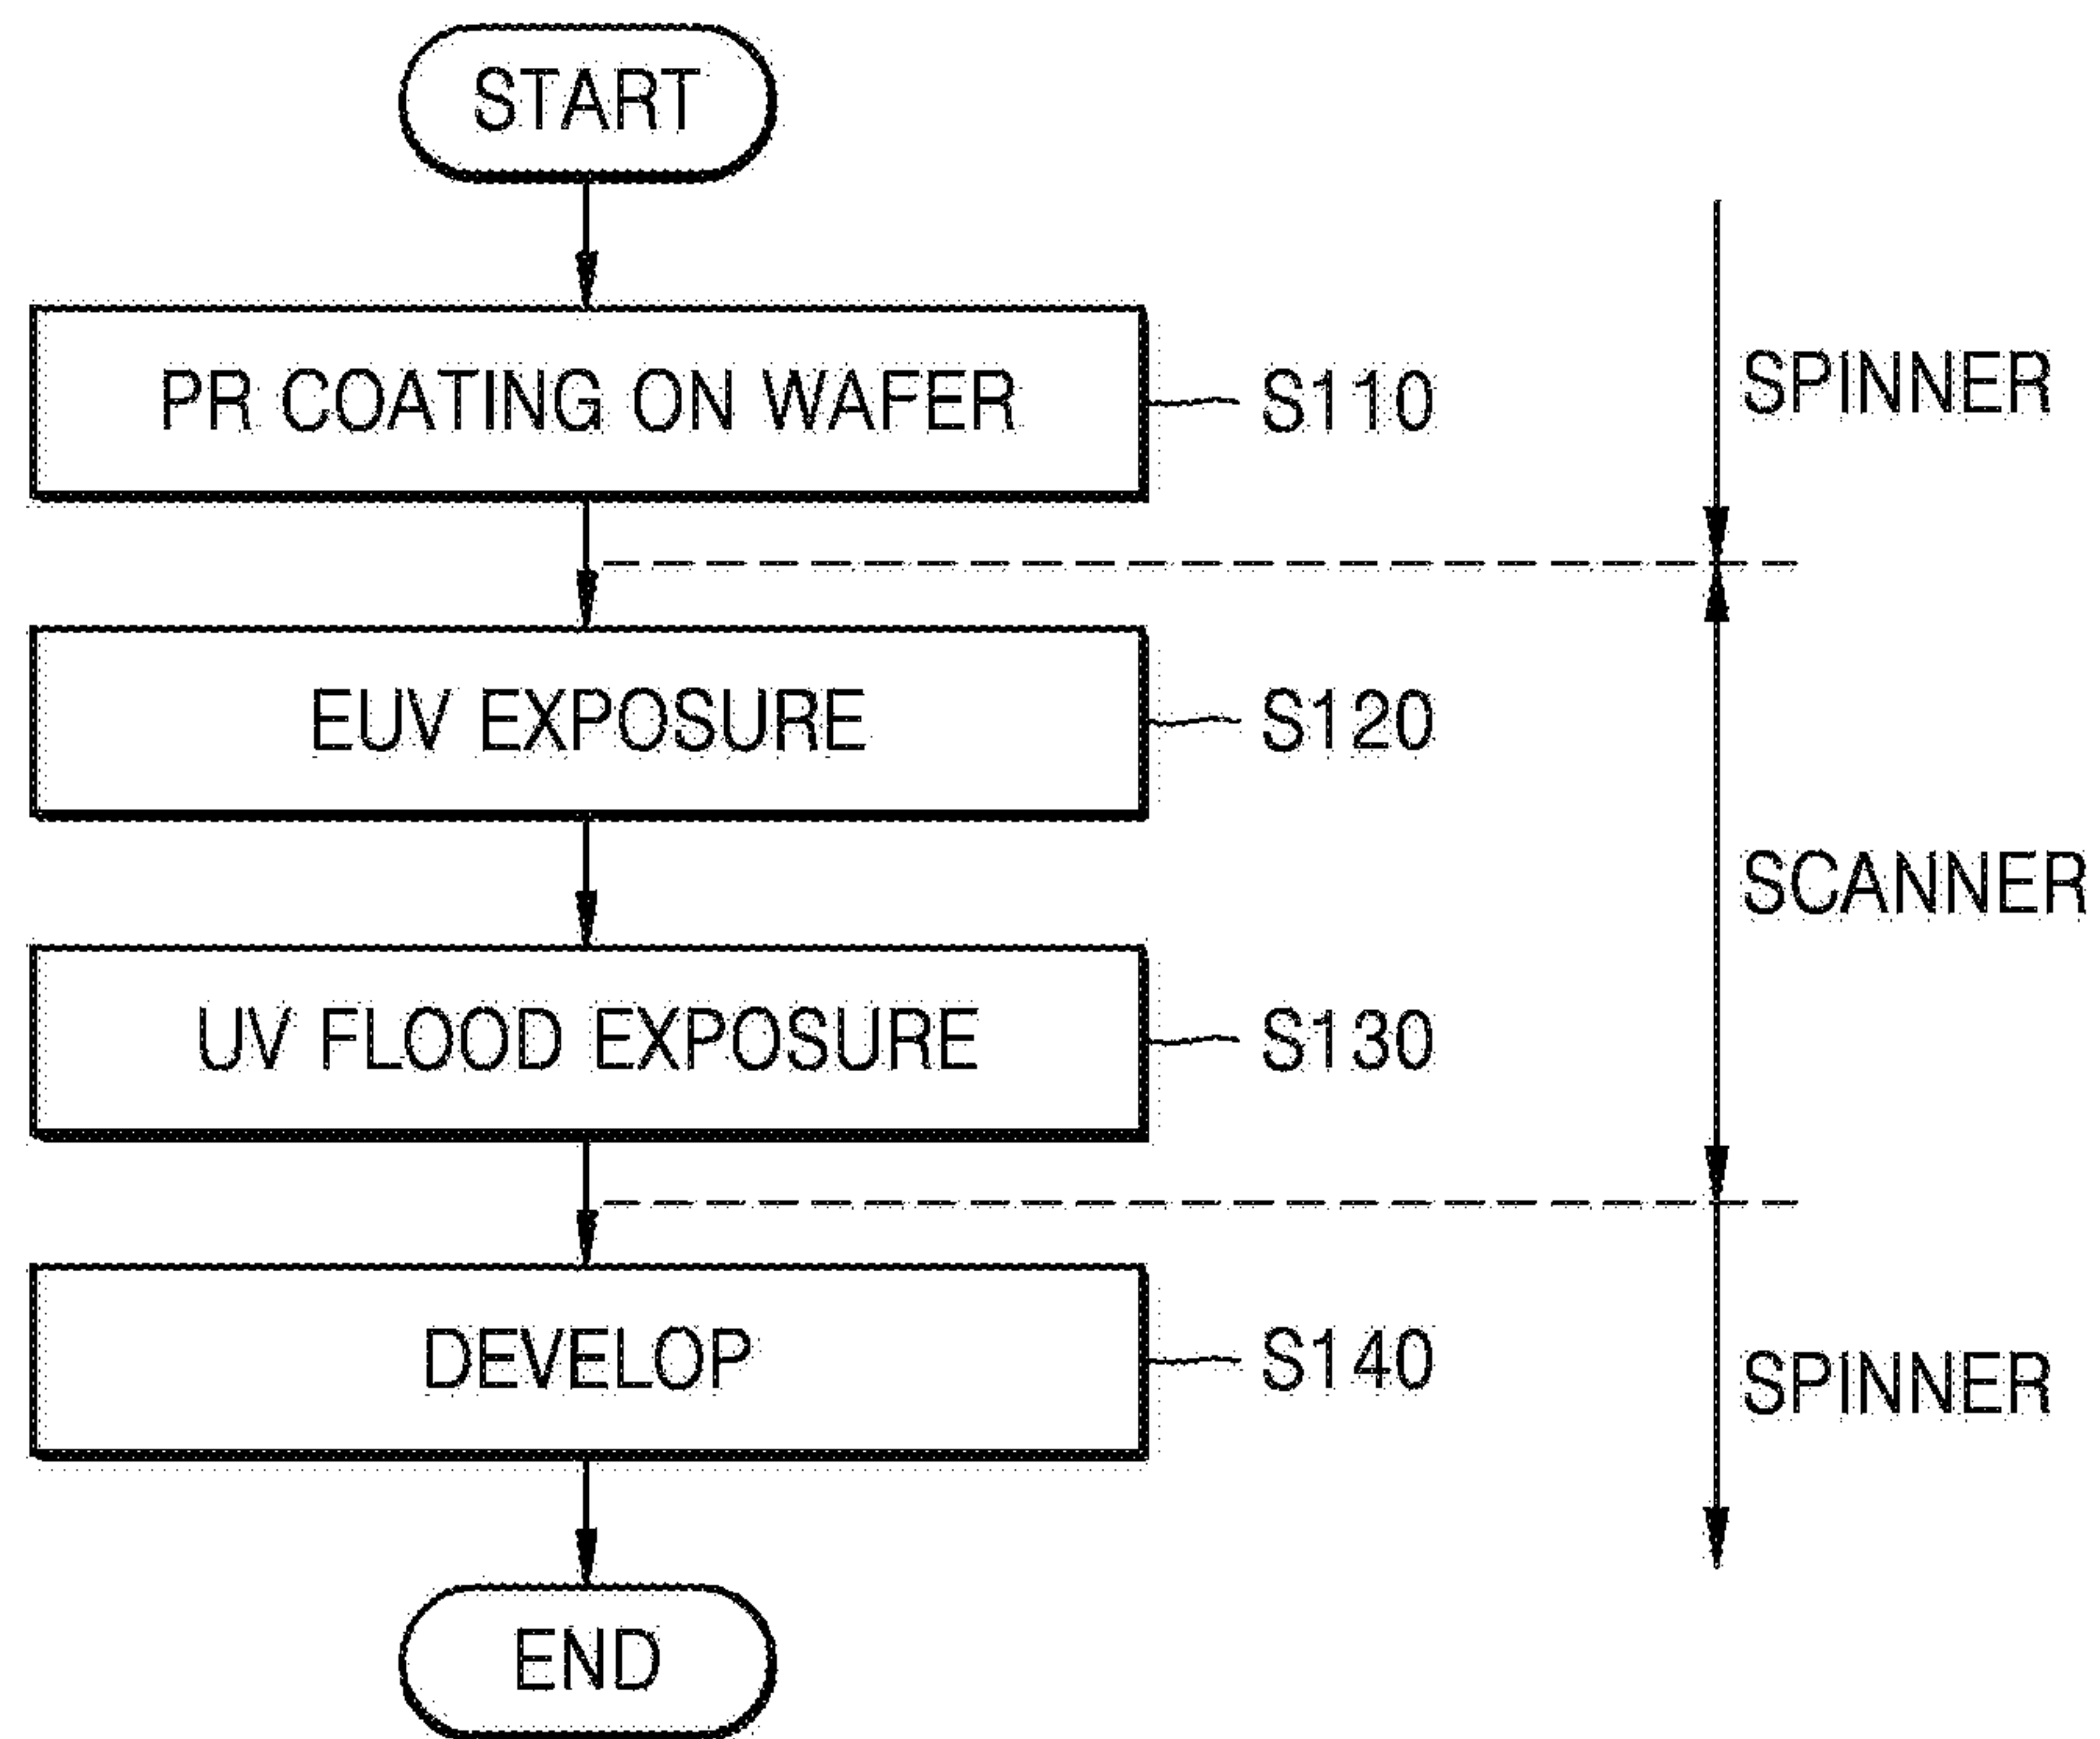 START
PR COATING ON WAFER
S110
SPINNER
EUV EXPOSURE
S120
SCANNER
UV FLOOD EXPOSURE
S130
DEVELOP
S140
SPINNER
END